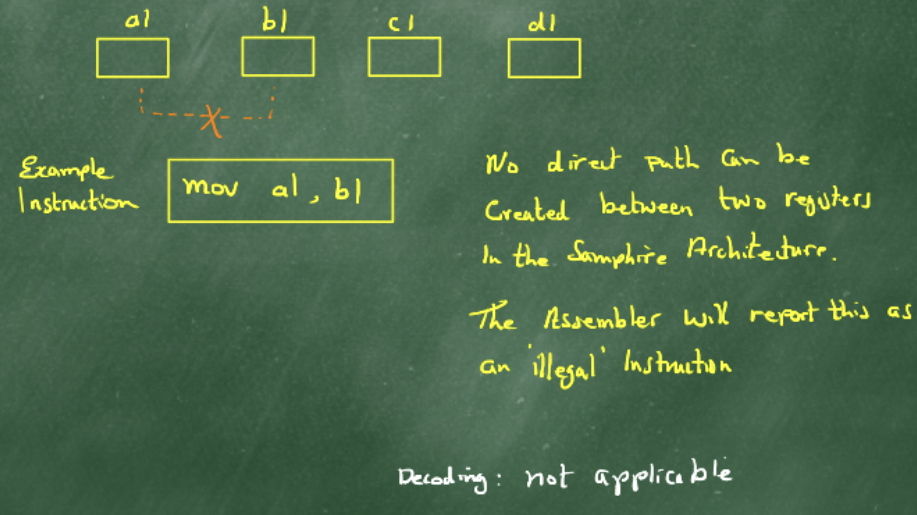 al bl cl dl
Example
Instruction
mov al, bl
No direct path can be
Created between two registers
In the Samphire Architecture.
The Assembler will report this as
an 'illegal' Instruction
Decoding: not applicable